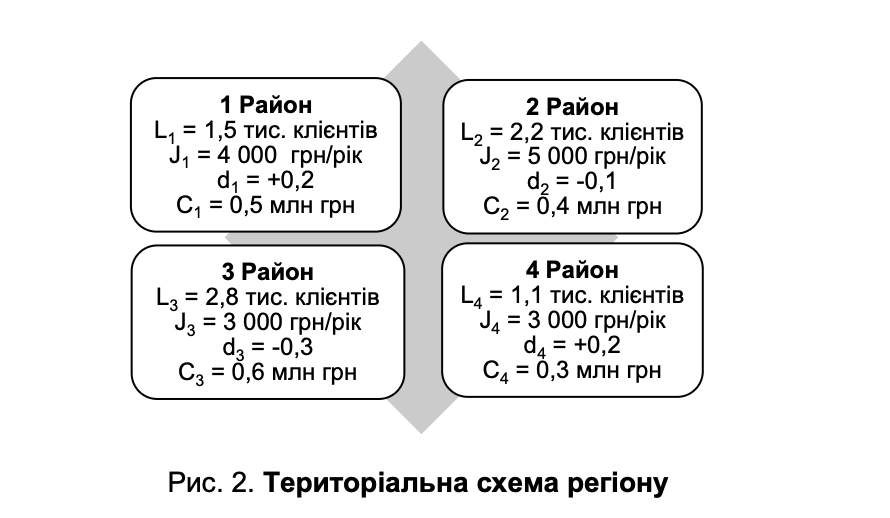 1 Район
L₁ = 1,5 тис. клієнтів
J₁ = 4 000 грн/рік
d₁ = +0,2
C₁ = 0,5 млн грн
2 Район
L₂ = 2,2 тис. клієнтів
J₂ = 5 000 грн/рік
d₂ = -0,1
C₂ = 0,4 млн грн
3 Район
L₃ = 2,8 тис. клієнтів
J₃ = 3 000 грн/рік
d₃ = -0,3
C₃ = 0,6 млн грн
4 Район
L₄ = 1,1 тис. клієнтів
J₄ = 3 000 грн/рік
d₄ = +0,2
C₄ = 0,3 млн грн
Рис. 2. Територіальна схема регіону